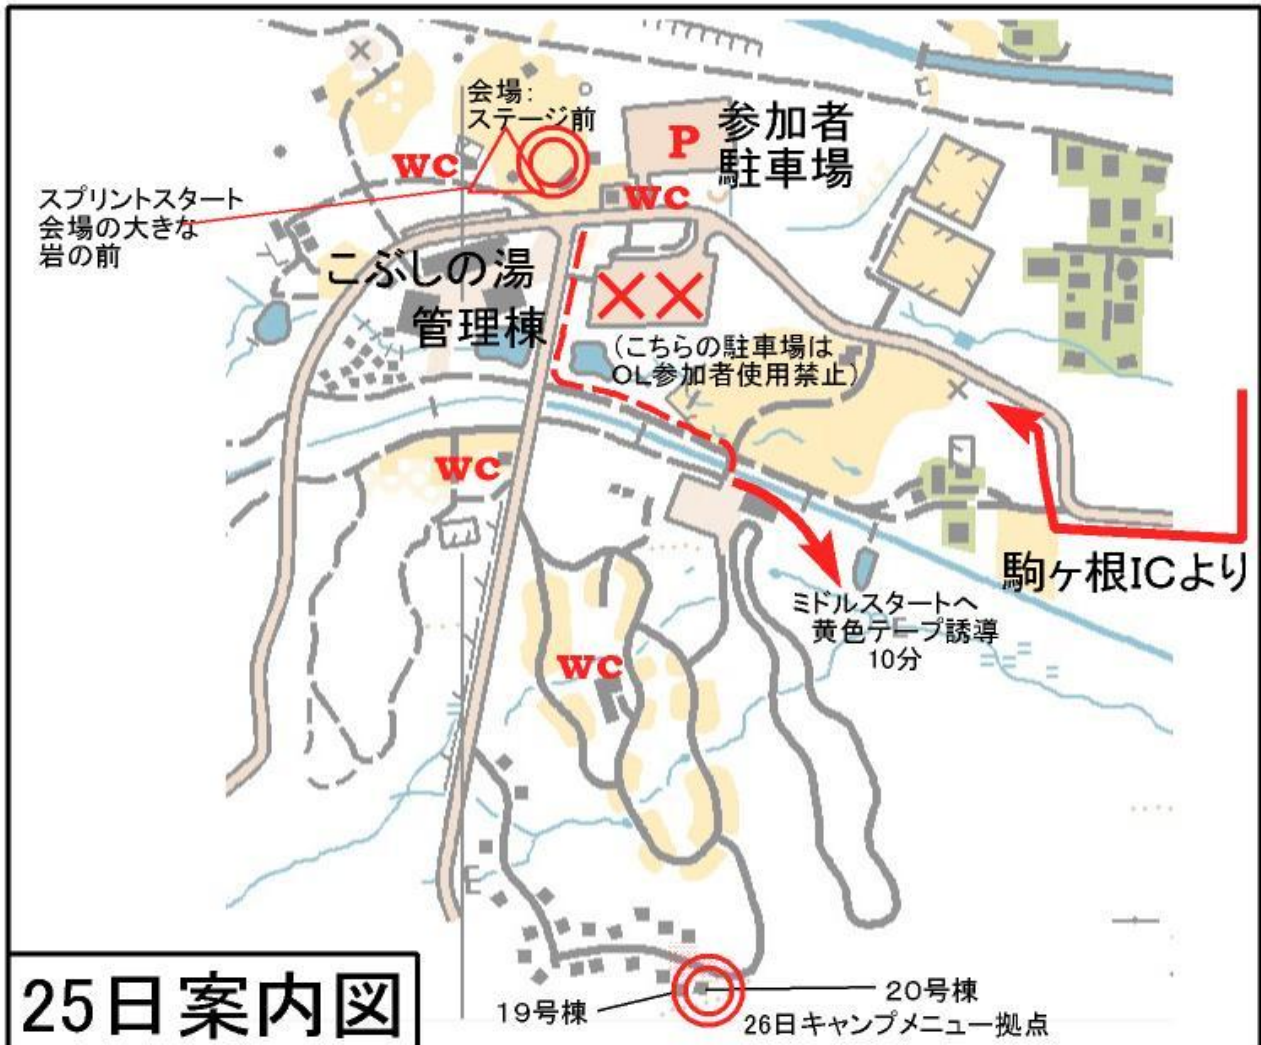 会場:
ステージ前
P
参加者
駐車場
WC
WC
スプリントスタート
会場の大きな
岩の前
こぶしの湯
管理棟
(こちらの駐車場は
OL参加者使用禁止)
WC
駒ヶ根ICより
ミドルスタートへ
黄色テープ誘導
10分
WC
25日案内図
19号棟
20号棟
26日キャンプメニュー拠点